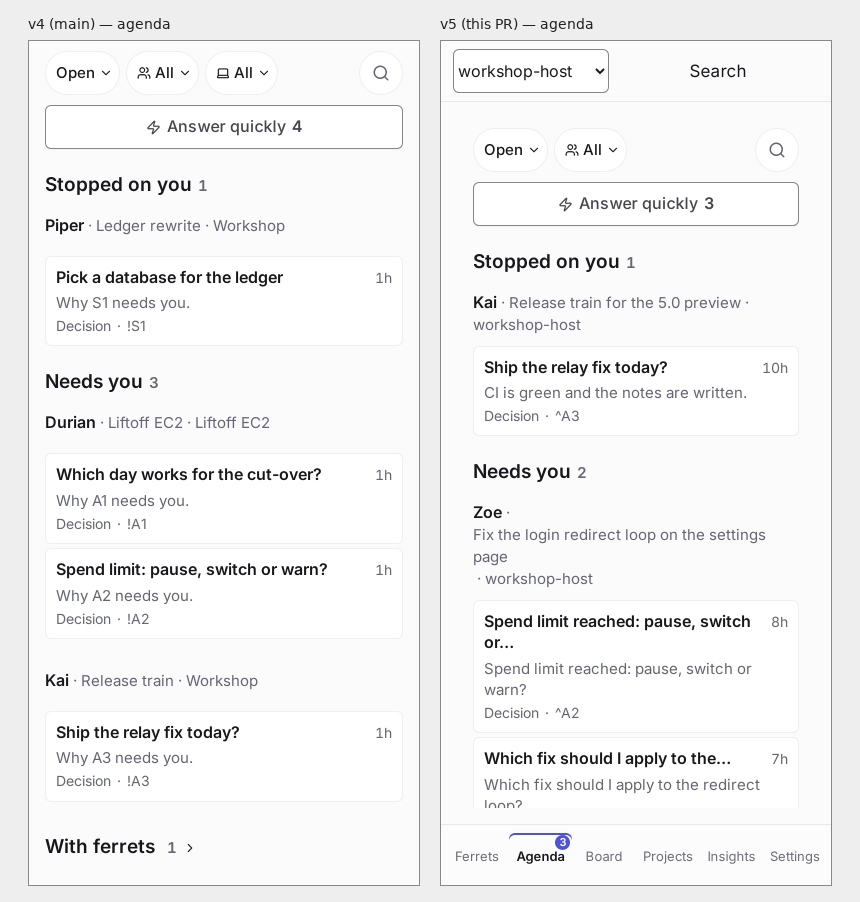 v4 (main) — agenda
Open
All
All
Answer quickly 4
Stopped on you 1
Piper · Ledger rewrite · Workshop
Pick a database for the ledger 1h
Why S1 needs you.
Decision · !S1
Needs you 3
Durian · Liftoff EC2 · Liftoff EC2
Which day works for the cut-over? 1h
Why A1 needs you.
Decision · !A1
Spend limit: pause, switch or warn? 1h
Why A2 needs you.
Decision · !A2
Kai · Release train · Workshop
Ship the relay fix today? 1h
Why A3 needs you.
Decision · !A3
With ferrets 1
v5 (this PR) — agenda
workshop-host
Search
Open
All
Answer quickly 3
Stopped on you 1
Kai · Release train for the 5.0 preview ·
workshop-host
Ship the relay fix today? 10h
CI is green and the notes are written.
Decision · ^A3
Needs you 2
Zoe ·
Fix the login redirect loop on the settings
page
· workshop-host
Spend limit reached: pause, switch 8h
or...
Spend limit reached: pause, switch or
warn?
Decision · ^A2
Which fix should I apply to the... 7h
Which fix should I apply to the redirect
loop?
3
Ferrets Agenda Board Projects Insights Settings